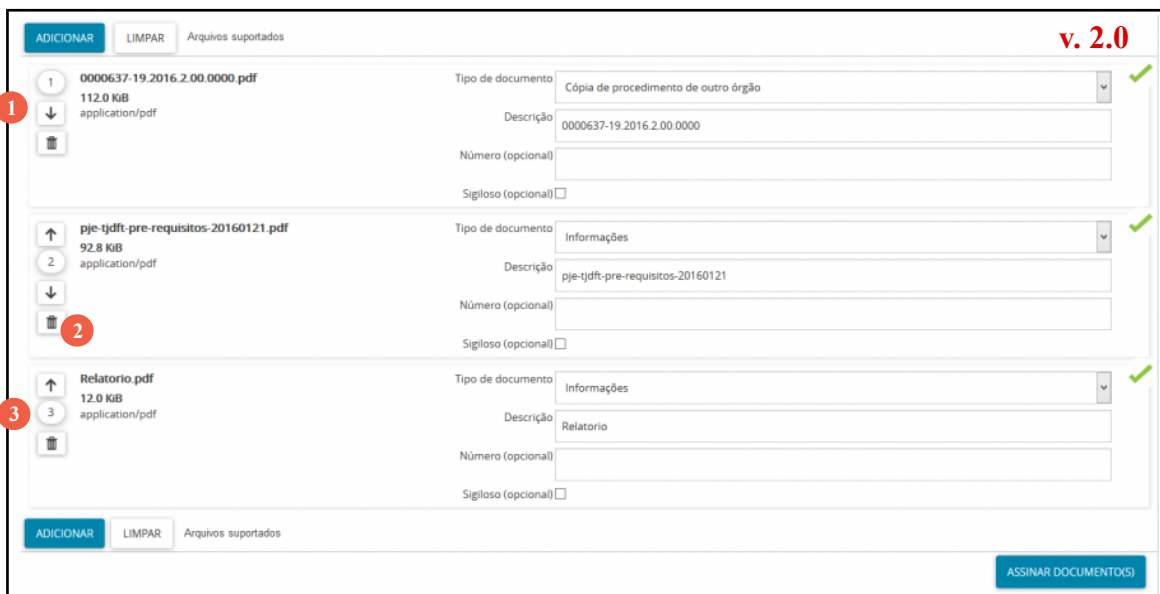 ADICIONAR LIMPAR Arquivos suportados v. 2.0
1 0000637-19.2016.2.00.0000.pdf Tipo de documento Cópia de procedimento de outro órgão
112.0 KiB
1 application/pdf Descrição 0000637-19.2016.2.00.0000
Número (opcional)
Sigiloso (opcional)
pje-tjdft-pre-requisitos-20160121.pdf Tipo de documento Informações
92.8 KiB
2 application/pdf Descrição pje-tjdft-pre-requisitos-20160121
Número (opcional)
2
Sigiloso (opcional)
Relatorio.pdf Tipo de documento Informações
12.0 KiB
3 3 application/pdf Descrição Relatorio
Número (opcional)
Sigiloso (opcional)
ADICIONAR LIMPAR Arquivos suportados
ASSINAR DOCUMENTO(S)